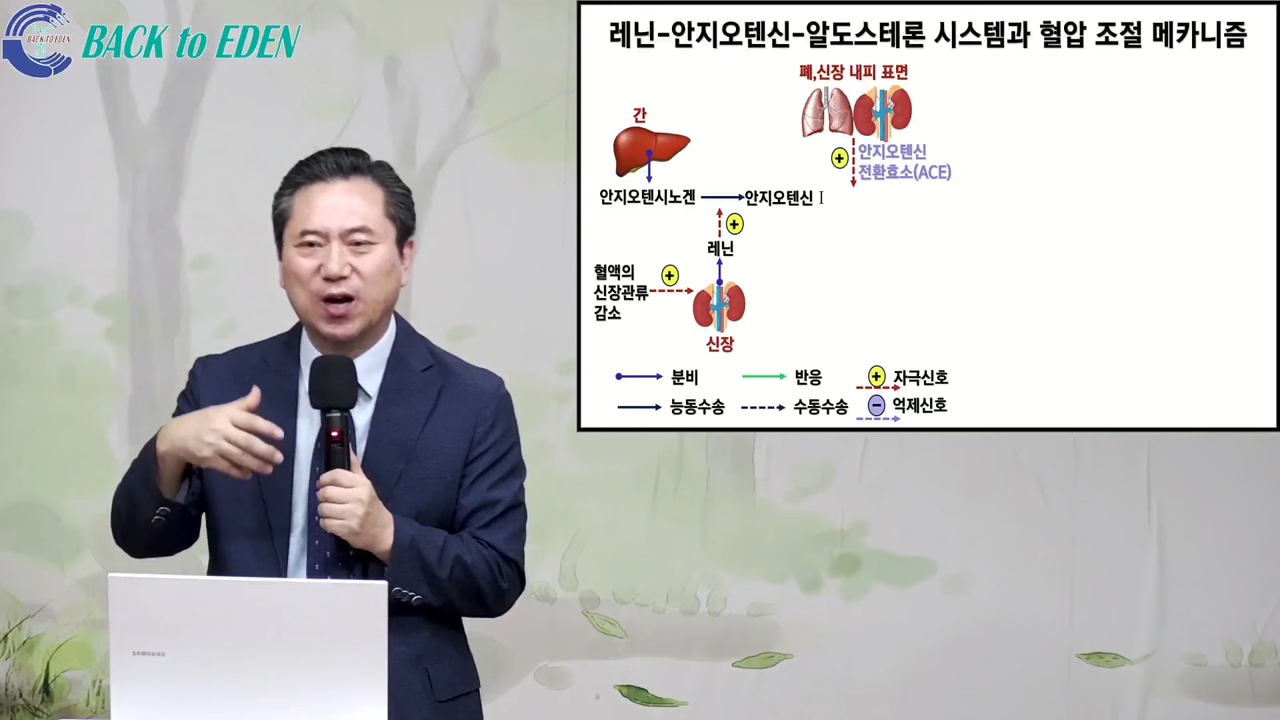 BACK TO EDEN
BACK to EDEN
레닌-안지오텐신-알도스테론 시스템과 혈압 조절 메카니즘
폐,신장 내피 표면
간
+
안지오텐신
전환효소(ACE)
안지오텐시노겐
안지오텐신 I
+
레닌
혈액의
신장관류
감소
+
신장
분비
반응
+
자극신호
능동수송
수동수송
−
억제신호
SAMSUNG